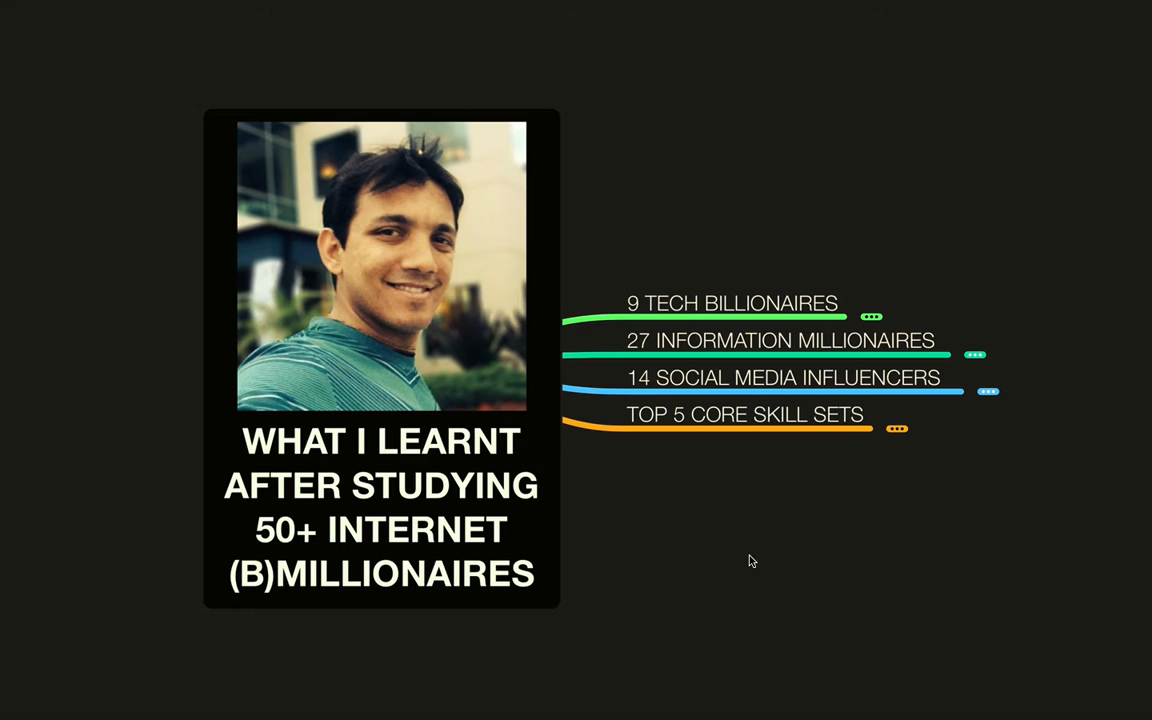 WHAT I LEARNT
AFTER STUDYING
50+ INTERNET
(B)MILLIONAIRES
9 TECH BILLIONAIRES
27 INFORMATION MILLIONAIRES
14 SOCIAL MEDIA INFLUENCERS
TOP 5 CORE SKILL SETS